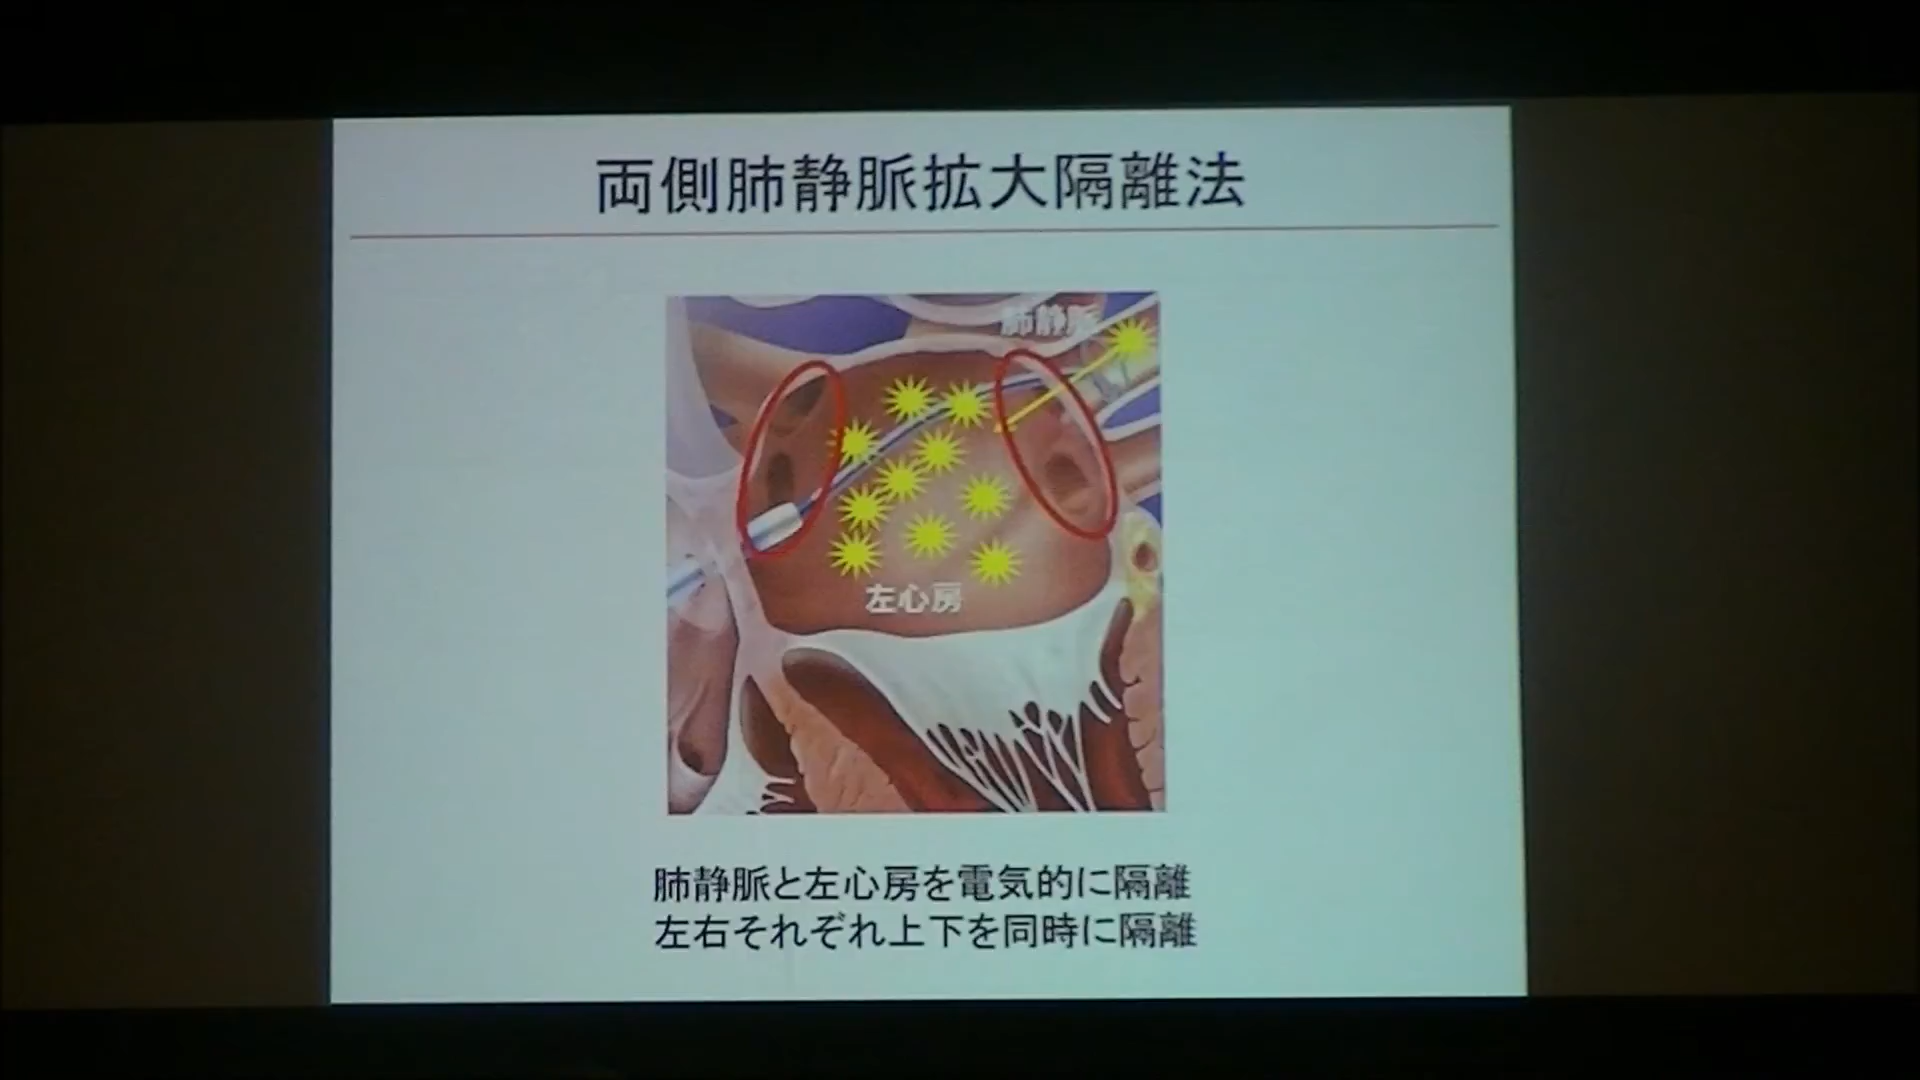 両側肺静脈拡大隔離法
肺静脈
左心房
肺静脈と左心房を電気的に隔離
左右それぞれ上下を同時に隔離